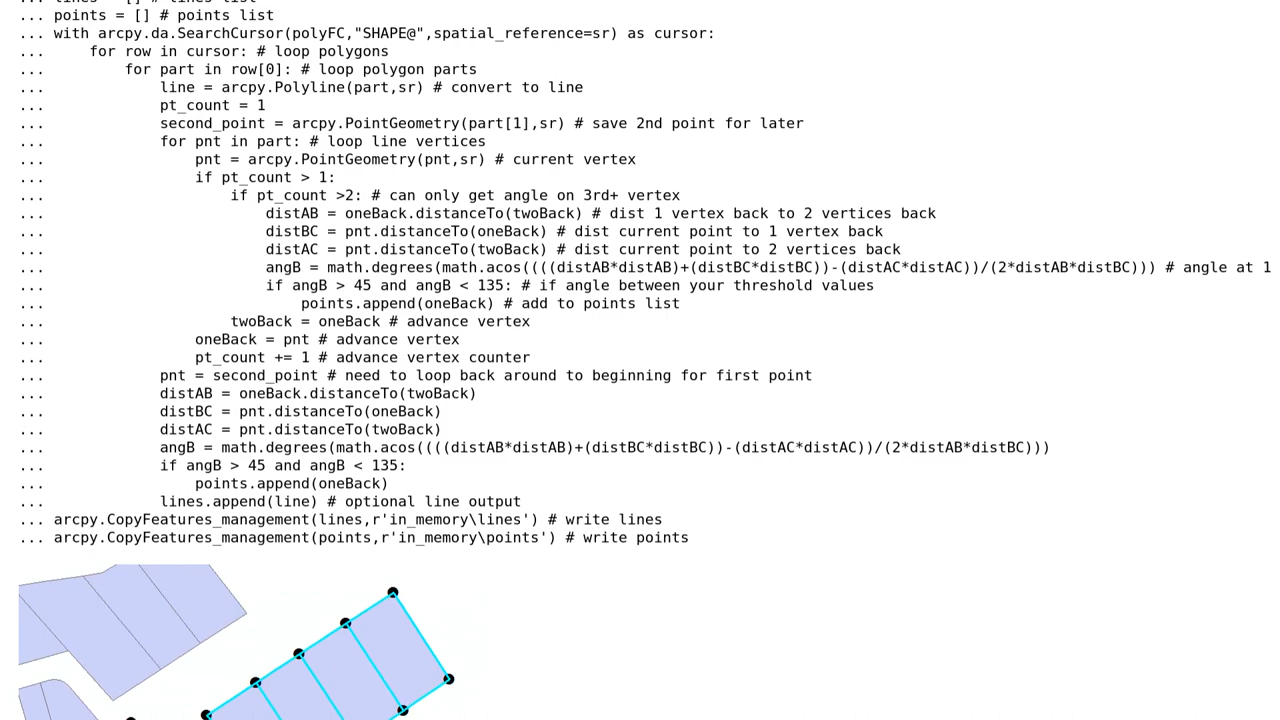 ... lines = [] # lines list
... points = [] # points list
... with arcpy.da.SearchCursor(polyFC,"SHAPE@",spatial_reference=sr) as cursor:
...     for row in cursor: # loop polygons
...         for part in row[0]: # loop polygon parts
...             line = arcpy.Polyline(part,sr) # convert to line
...             pt_count = 1
...             second_point = arcpy.PointGeometry(part[1],sr) # save 2nd point for later
...             for pnt in part: # loop line vertices
...                 pnt = arcpy.PointGeometry(pnt,sr) # current vertex
...                 if pt_count > 1:
...                     if pt_count >2: # can only get angle on 3rd+ vertex
...                         distAB = oneBack.distanceTo(twoBack) # dist 1 vertex back to 2 vertices back
...                         distBC = pnt.distanceTo(oneBack) # dist current point to 1 vertex back
...                         distAC = pnt.distanceTo(twoBack) # dist current point to 2 vertices back
...                         angB = math.degrees(math.acos((((distAB*distAB)+(distBC*distBC))-(distAC*distAC))/(2*distAB*distBC))) # angle at 1
...                         if angB > 45 and angB < 135: # if angle between your threshold values
...                             points.append(oneBack) # add to points list
...                     twoBack = oneBack # advance vertex
...                 oneBack = pnt # advance vertex
...                 pt_count += 1 # advance vertex counter
...             pnt = second_point # need to loop back around to beginning for first point
...             distAB = oneBack.distanceTo(twoBack)
...             distBC = pnt.distanceTo(oneBack)
...             distAC = pnt.distanceTo(twoBack)
...             angB = math.degrees(math.acos((((distAB*distAB)+(distBC*distBC))-(distAC*distAC))/(2*distAB*distBC)))
...             if angB > 45 and angB < 135:
...                 points.append(oneBack)
...             lines.append(line) # optional line output
... arcpy.CopyFeatures_management(lines,r'in_memory\lines') # write lines
... arcpy.CopyFeatures_management(points,r'in_memory\points') # write points